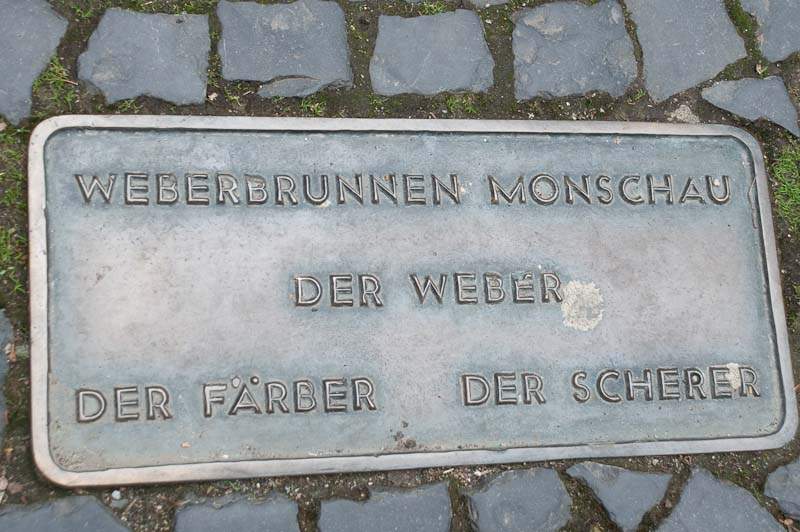 WEBERBRUNNEN MONSCHAU
DER WEBER
DER FÄRBER DER SCHERER